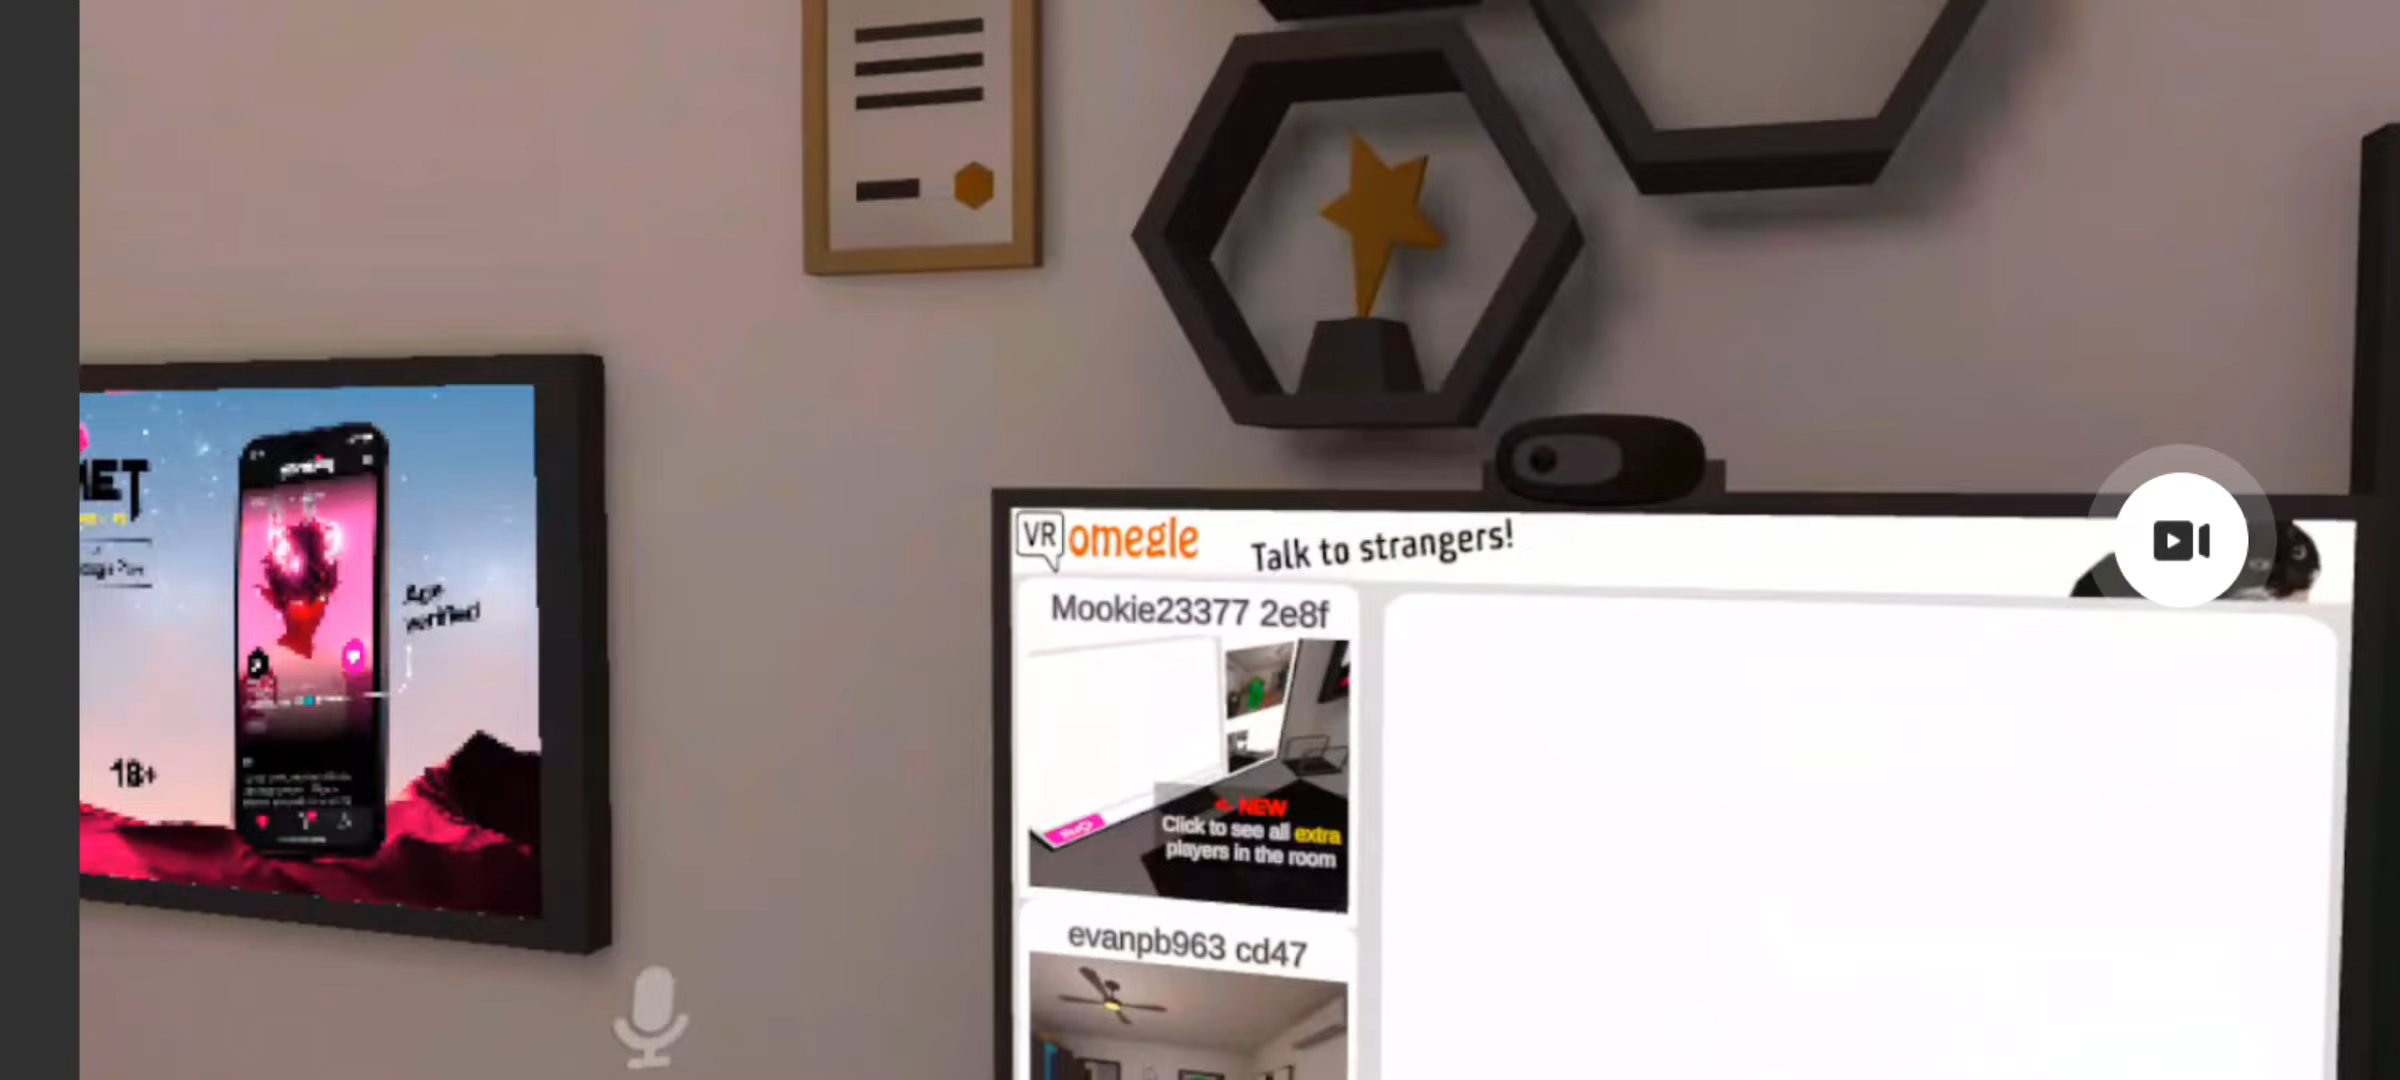 Age
verified
18+
VR omegle
Talk to strangers!
Mookie23377 2e8f
<- NEW
Click to see all extra
players in the room
evanpb963 cd47